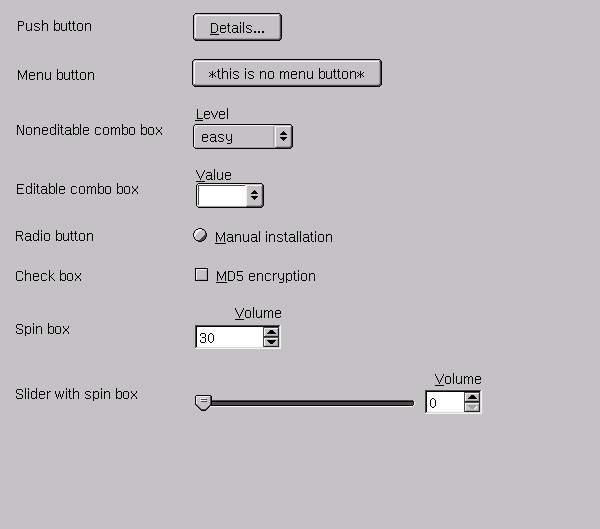 Push button
Details...
Menu button
*this is no menu button*
Level
Noneditable combo box
easy
Value
Editable combo box
Radio button
Manual installation
Check box
MD5 encryption
Volume
Spin box
30
Volume
Slider with spin box
0